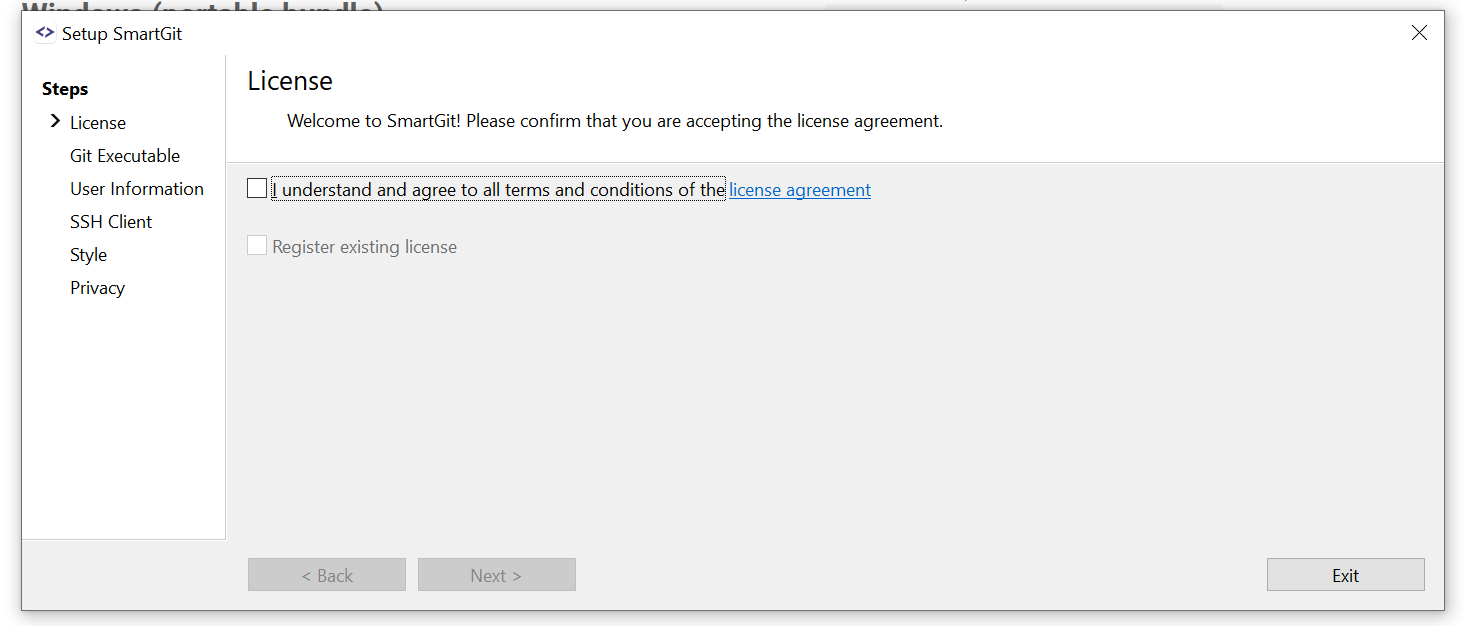 Windows (portable bundle)
Setup SmartGit
Steps
License
Git Executable
User Information
SSH Client
Style
Privacy
License
Welcome to SmartGit! Please confirm that you are accepting the license agreement.
I understand and agree to all terms and conditions of the license agreement
Register existing license
< Back
Next >
Exit